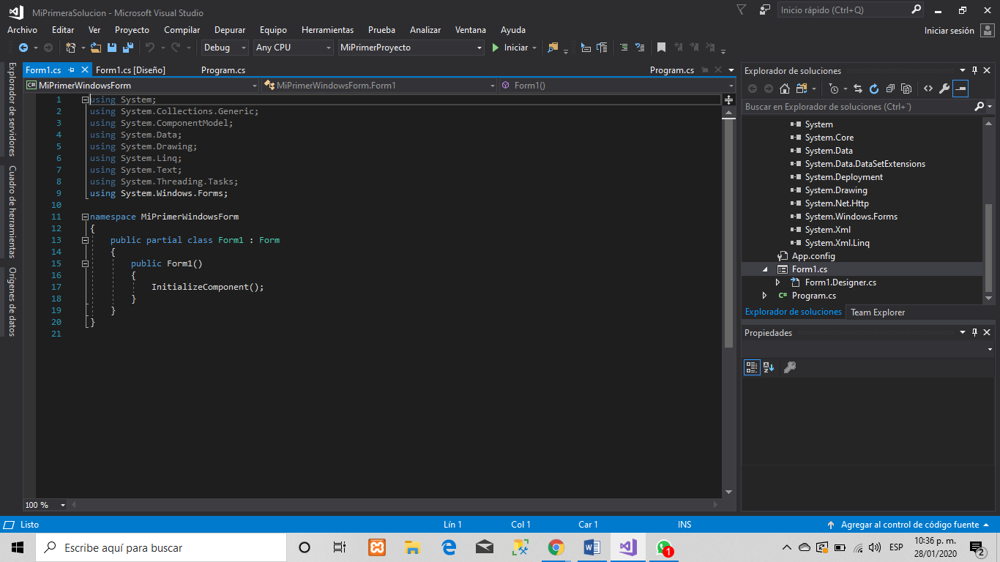 MiPrimeraSolucion - Microsoft Visual Studio
Inicio rápido (Ctrl+Q)
Archivo Editar Ver Proyecto Compilar Depurar Equipo Herramientas Prueba Analizar Ventana Ayuda
Iniciar sesión
Debug Any CPU MiPrimerProyecto Iniciar
Explorador de servidores
Cuadro de herramientas
Orígenes de datos
Form1.cs Form1.cs [Diseño] Program.cs Program.cs
C# MiPrimerWindowsForm MiPrimerWindowsForm.Form1 Form1()
1 using System;
2 using System.Collections.Generic;
3 using System.ComponentModel;
4 using System.Data;
5 using System.Drawing;
6 using System.Linq;
7 using System.Text;
8 using System.Threading.Tasks;
9 using System.Windows.Forms;
10
11 namespace MiPrimerWindowsForm
12 {
13 public partial class Form1 : Form
14 {
15 public Form1()
16 {
17 InitializeComponent();
18 }
19 }
20 }
21
100 %
Explorador de soluciones
Buscar en Explorador de soluciones (Ctrl+`)
System
System.Core
System.Data
System.Data.DataSetExtensions
System.Deployment
System.Drawing
System.Net.Http
System.Windows.Forms
System.Xml
System.Xml.Linq
App.config
Form1.cs
Form1.Designer.cs
C# Program.cs
Explorador de soluciones Team Explorer
Propiedades
Listo Lín 1 Col 1 Car 1 INS Agregar al control de código fuente
Escribe aquí para buscar
1
ESP
10:36 p. m.
28/01/2020
2